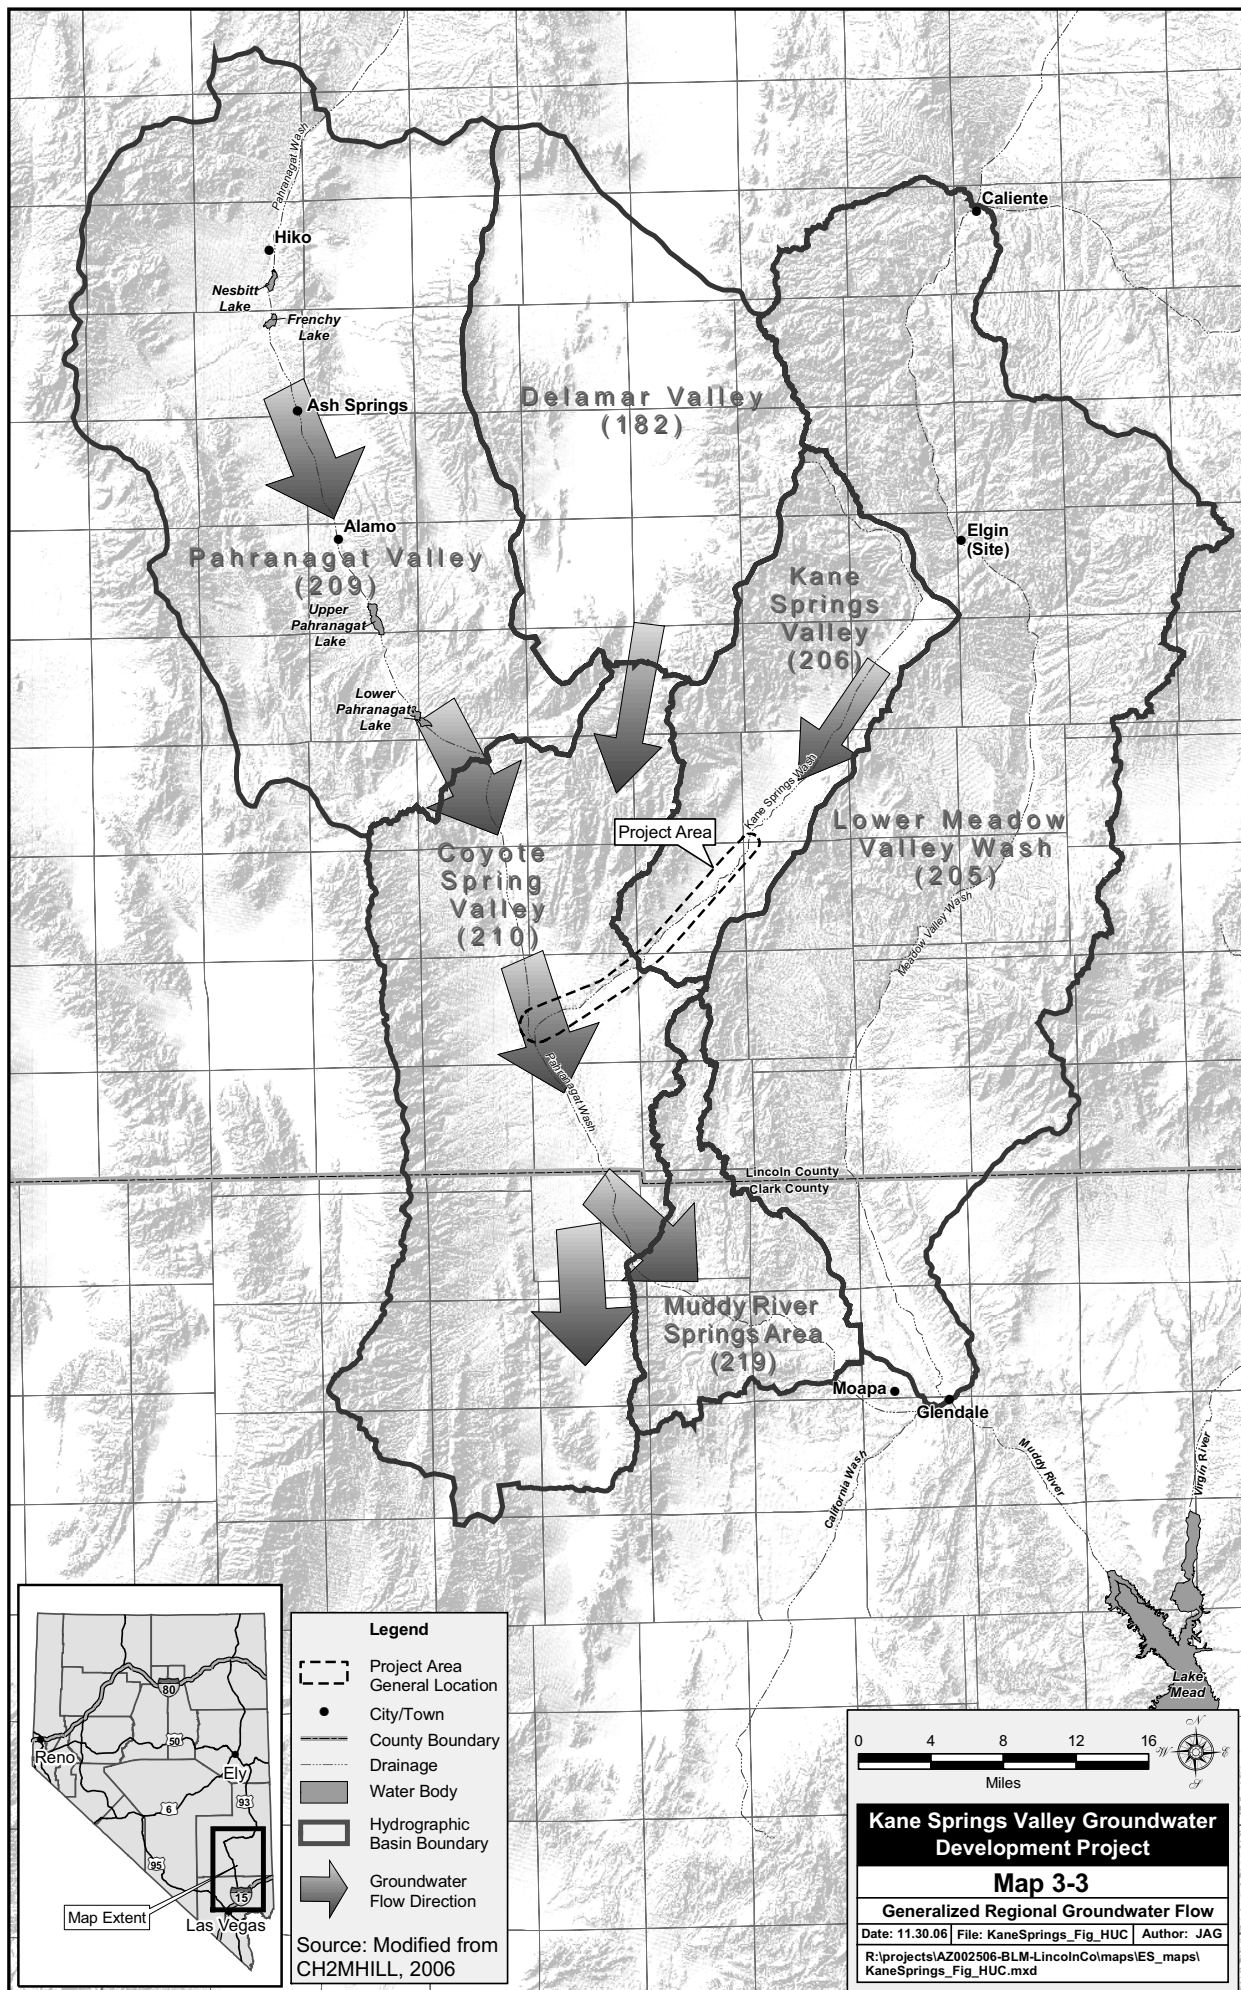 Pahranagat Wash
Caliente
Hiko
Nesbitt
Lake
Frenchy
Lake
Ash Springs
Delamar Valley
(182)
Alamo
Pahranagat Valley
(209)
Elgin
(Site)
Kane
Springs
Valley
(206)
Upper
Pahranagat
Lake
Lower
Pahranagat
Lake
Kane Springs Wash
Project Area
Lower Meadow
Valley Wash
(205)
Coyote
Spring
Valley
(210)
Meadow Valley Wash
Pahranagat Wash
Lincoln County
Clark County
Muddy River
Springs Area
(219)
Moapa
Glendale
California Wash
Muddy River
Virgin River
Lake
Mead
80
Reno
50
Ely
6
93
95
15
Map Extent
Las Vegas
Legend
Project Area
General Location
City/Town
County Boundary
Drainage
Water Body
Hydrographic
Basin Boundary
Groundwater
Flow Direction
Source: Modified from
CH2MHILL, 2006
N
W
E
S
0 4 8 12 16
Miles
Kane Springs Valley Groundwater
Development Project
Map 3-3
Generalized Regional Groundwater Flow
Date: 11.30.06 File: KaneSprings_Fig_HUC Author: JAG
R:\projects\AZ002506-BLM-LincolnCo\maps\ES_maps\
KaneSprings_Fig_HUC.mxd